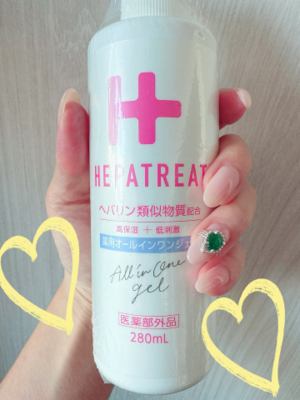 H+
HEPATREAT
ヘパリン類似物質配合
高保湿 + 低刺激
薬用オールインワンジェ
All in One
gel
医薬部外品
280mL